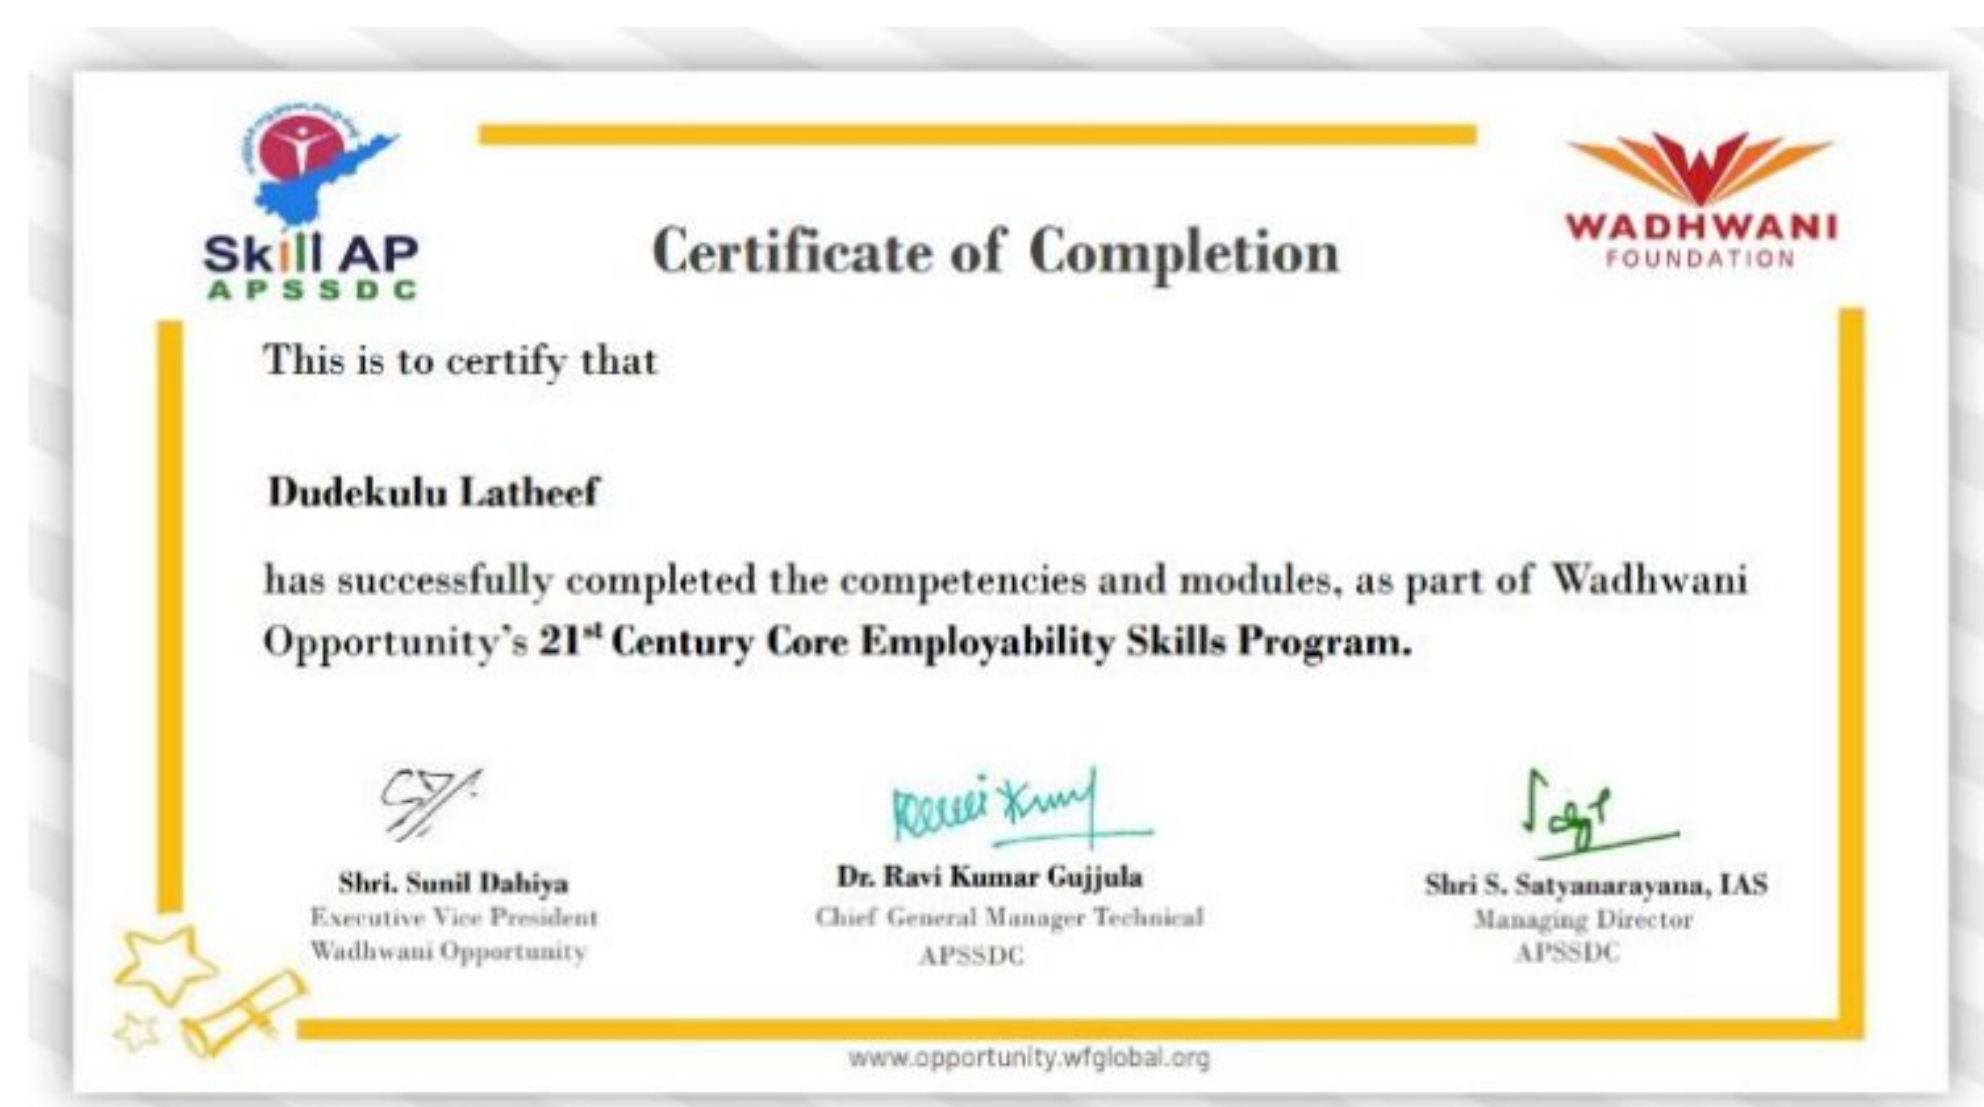 Skill AP
APSSDC
WADHWANI
FOUNDATION
Certificate of Completion
This is to certify that
Dudekulu Latheef
has successfully completed the competencies and modules, as part of Wadhwani
Opportunity's 21st Century Core Employability Skills Program.
Ravi Kumar
Shri. Sunil Dahiya
Executive Vice President
Wadhwani Opportunity
Dr. Ravi Kumar Gujjula
Chief General Manager Technical
APSSDC
Shri S. Satyanarayana, IAS
Managing Director
APSSDC
www.opportunity.wfglobal.org